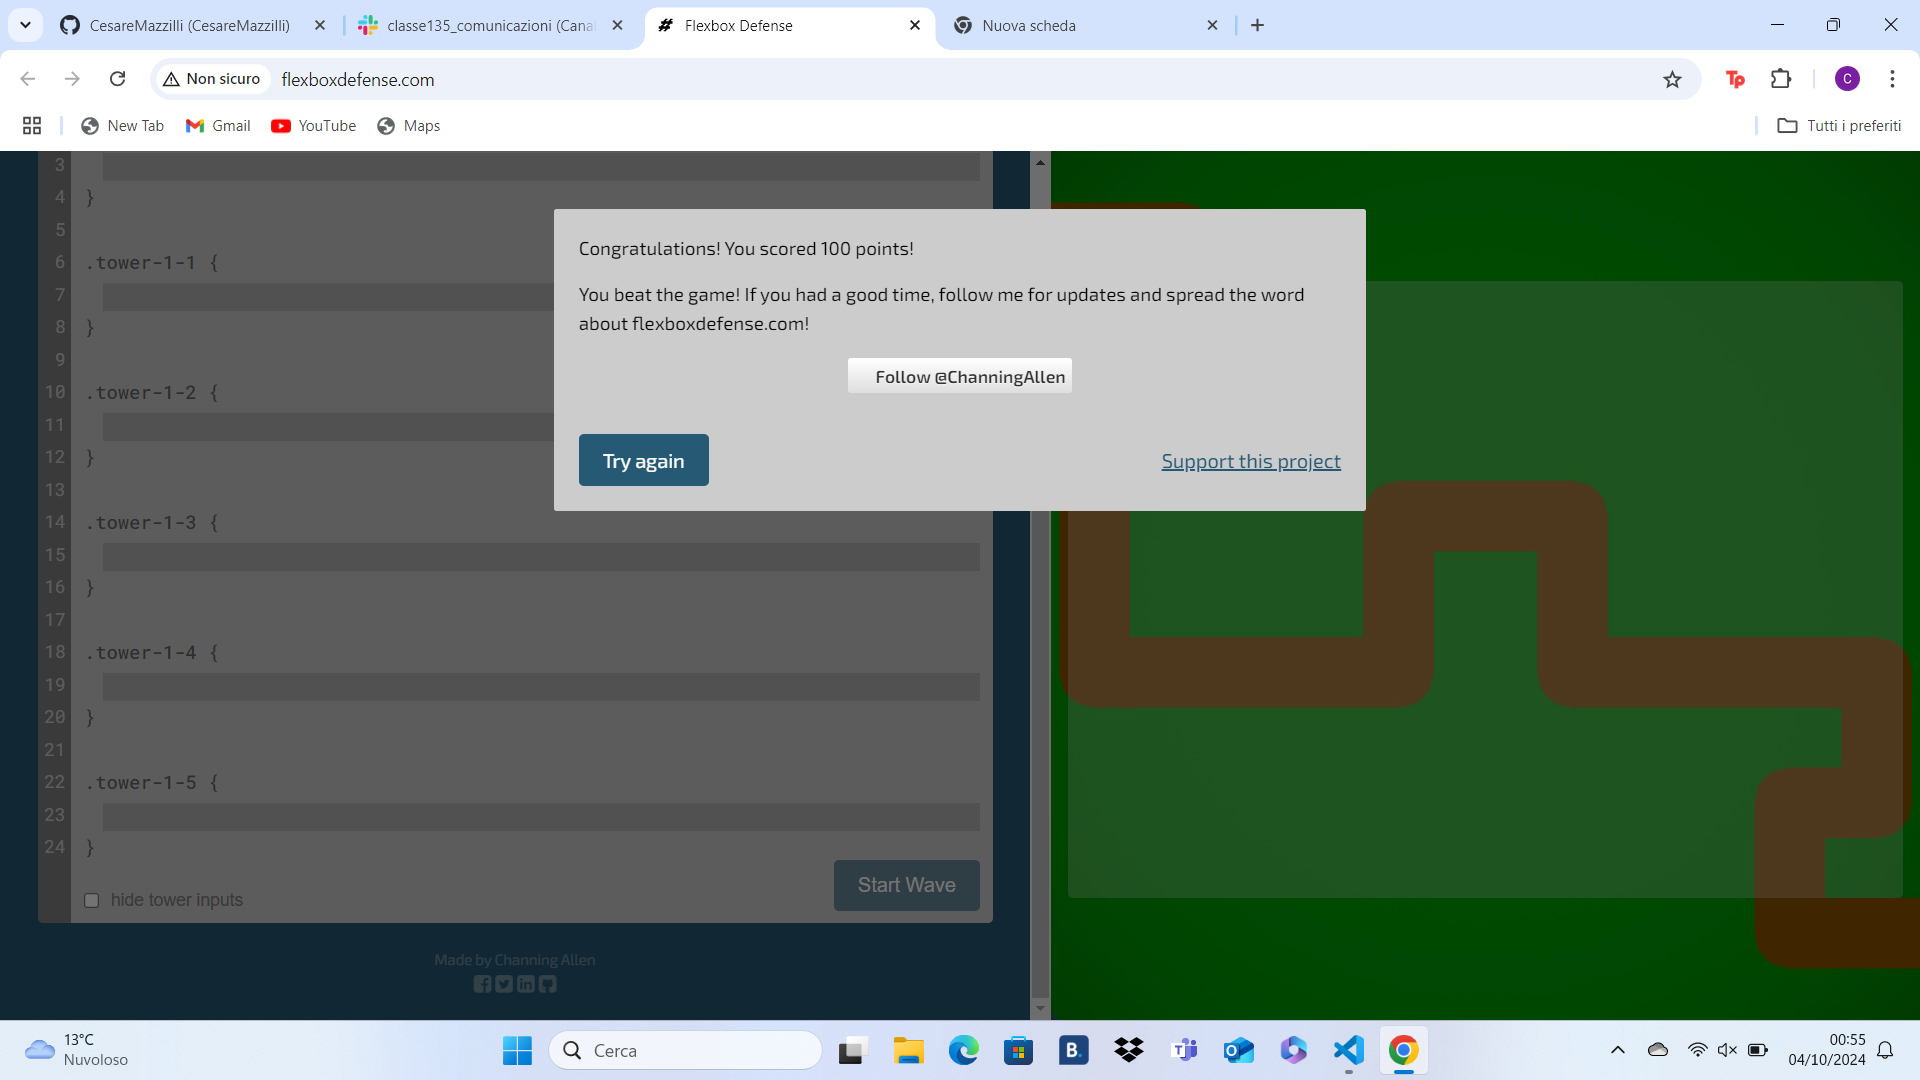 CesareMazzilli (CesareMazzilli)
classe135_comunicazioni (Cana
Flexbox Defense
Nuova scheda
Non sicuro
flexboxdefense.com
Tp
C
New Tab
Gmail
YouTube
Maps
Tutti i preferiti
3
4 }
5
6 .tower-1-1 {
7
8 }
9
10 .tower-1-2 {
11
12 }
13
14 .tower-1-3 {
15
16 }
17
18 .tower-1-4 {
19
20 }
21
22 .tower-1-5 {
23
24 }
hide tower inputs
Start Wave
Made by Channing Allen
Congratulations! You scored 100 points!
You beat the game! If you had a good time, follow me for updates and spread the word
about flexboxdefense.com!
Follow @ChanningAllen
Try again
Support this project
13°C
Nuvoloso
Cerca
B.
00:55
04/10/2024